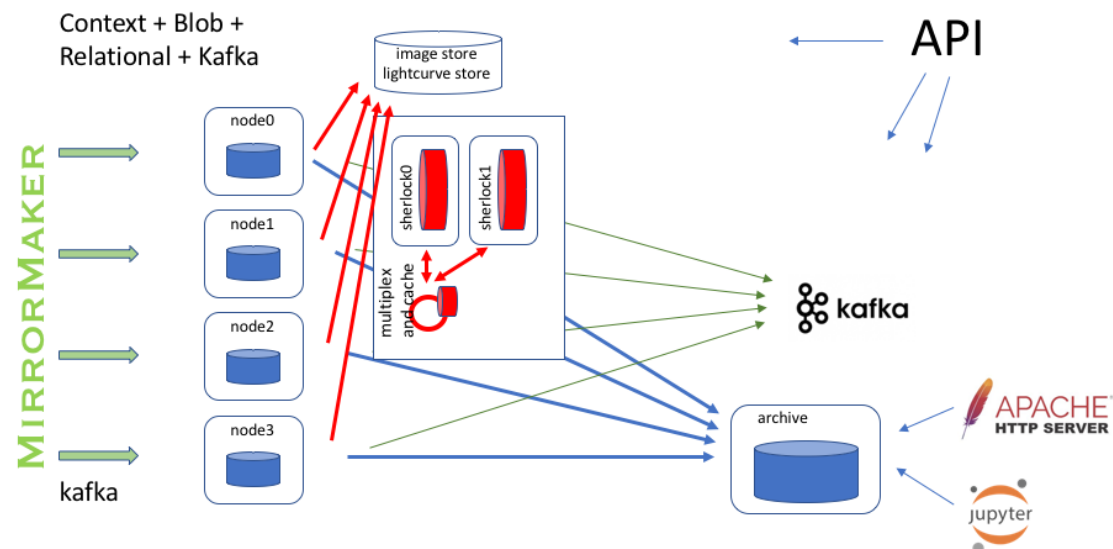 Context + Blob +
Relational + Kafka
image store
lightcurve store
API
MIRRORMAKER
node0
node1
node2
node3
kafka
sherlock0
sherlock1
multiplex
and cache
kafka
archive
APACHE
HTTP SERVER
jupyter